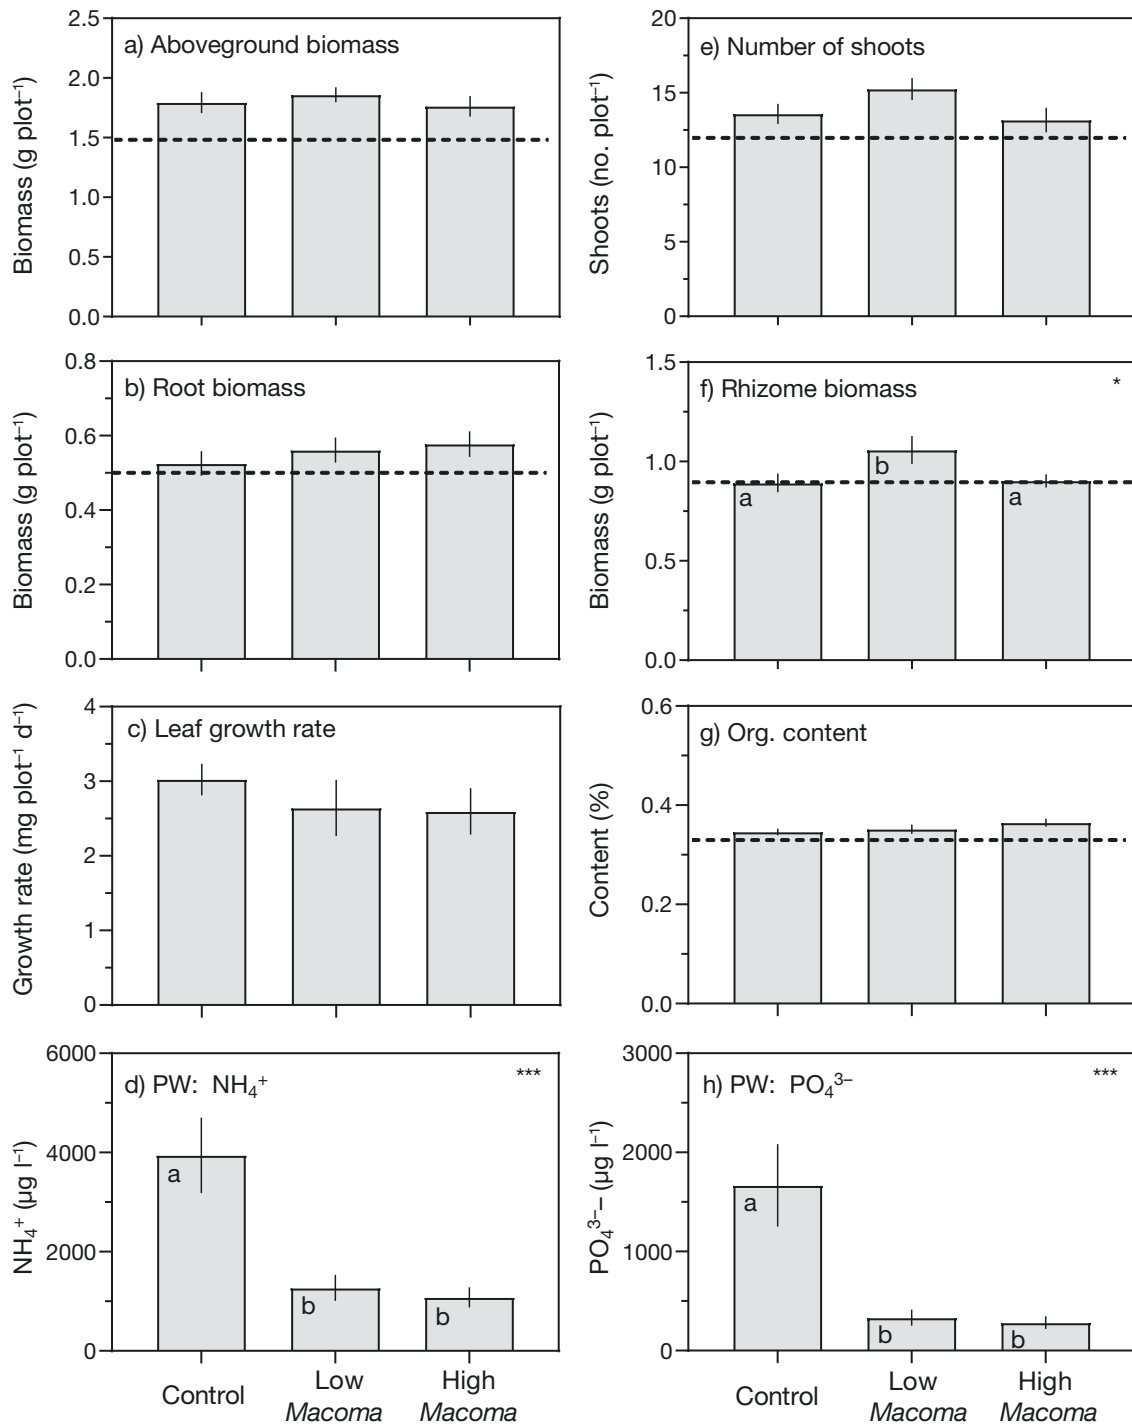 a) Aboveground biomass
Biomass (g plot⁻¹)
2.5
2.0
1.5
1.0
0.5
0.0
e) Number of shoots
Shoots (no. plot⁻¹)
20
15
10
5
0
b) Root biomass
Biomass (g plot⁻¹)
0.8
0.6
0.4
0.2
0.0
f) Rhizome biomass
*
Biomass (g plot⁻¹)
1.5
1.0
0.5
0.0
a
b
a
c) Leaf growth rate
Growth rate (mg plot⁻¹ d⁻¹)
4
3
2
1
0
g) Org. content
Content (%)
0.6
0.4
0.2
0.0
d) PW: NH₄⁺
***
NH₄⁺ (µg l⁻¹)
6000
4000
2000
0
a
b
b
Control
Low
Macoma
High
Macoma
h) PW: PO₄³⁻
***
PO₄³⁻– (µg l⁻¹)
3000
2000
1000
0
a
b
b
Control
Low
Macoma
High
Macoma